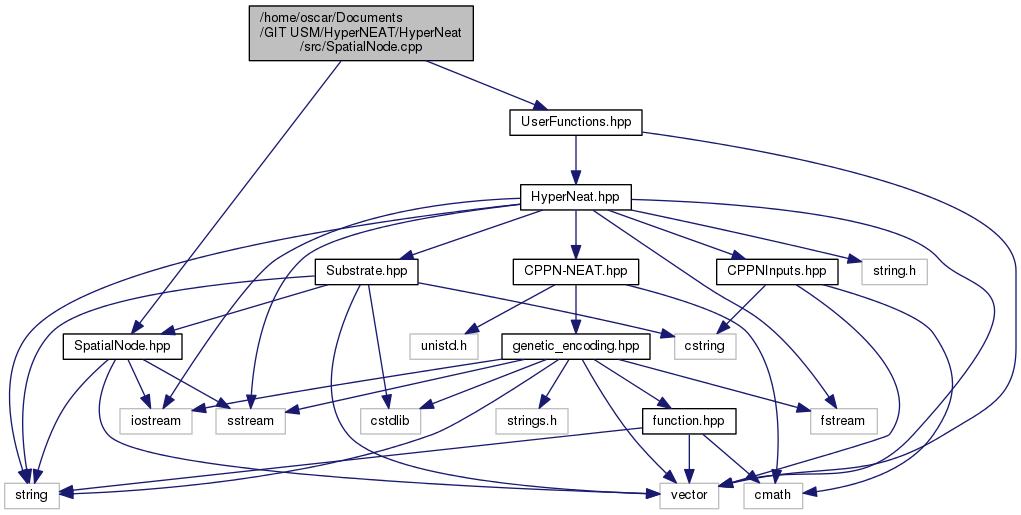 /home/oscar/Documents
/GIT USM/HyperNEAT/HyperNeat
/src/SpatialNode.cpp
UserFunctions.hpp
HyperNeat.hpp
Substrate.hpp
CPPN-NEAT.hpp
CPPNInputs.hpp
string.h
SpatialNode.hpp
unistd.h
genetic_encoding.hpp
cstring
iostream
sstream
cstdlib
strings.h
function.hpp
fstream
string
vector
cmath